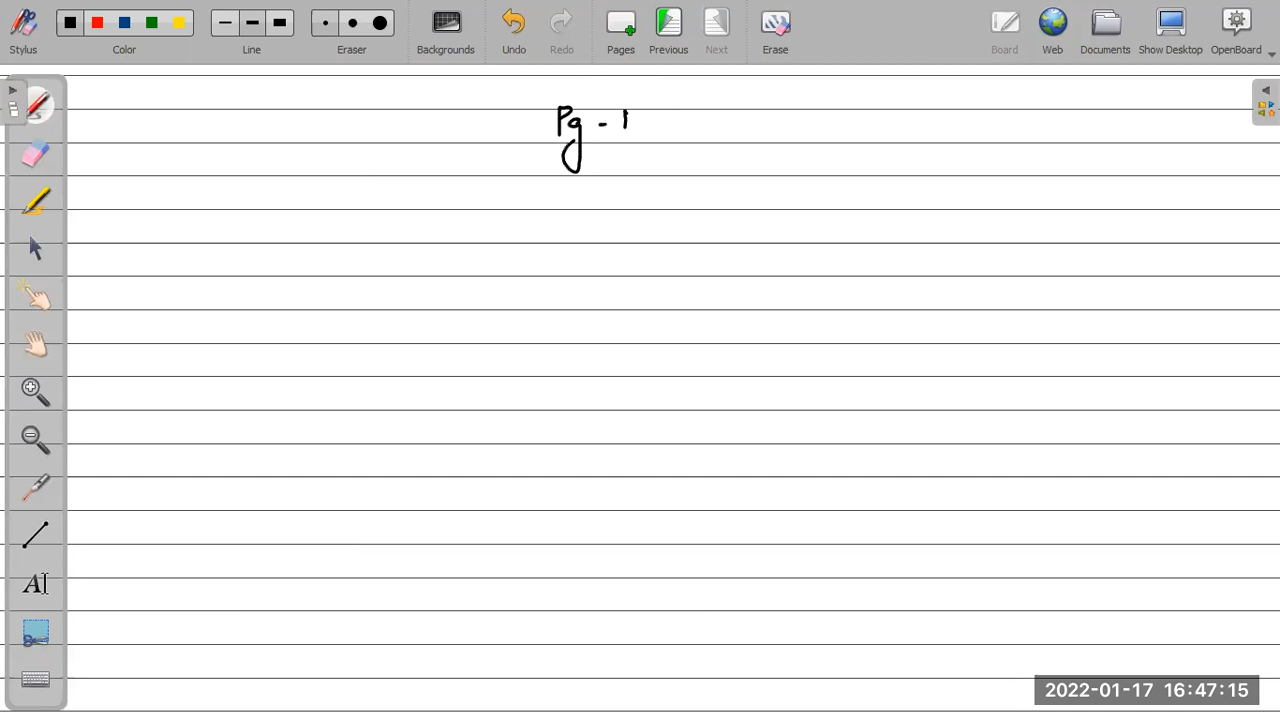 Stylus
Color
Line
Eraser
Backgrounds
Undo
Redo
Pages
Previous
Next
Erase
Board
Web
Documents
Show Desktop
OpenBoard
Pg - 1
A
2022-01-17 16:47:15